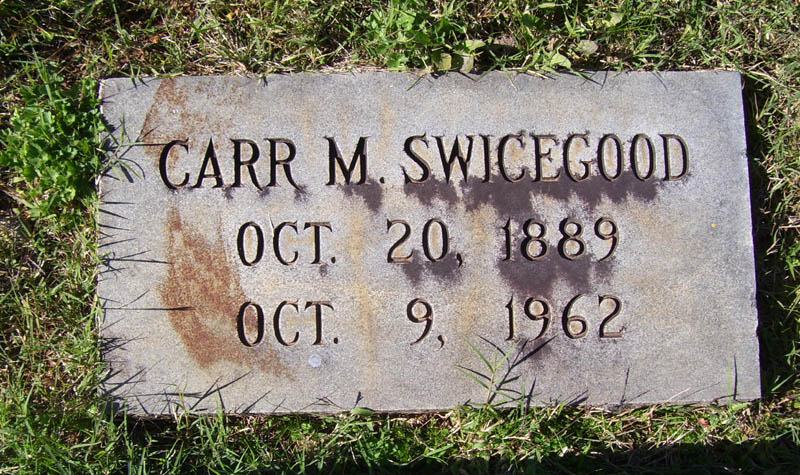 CARR M. SWICEGOOD
OCT. 20, 1889
OCT. 9, 1962